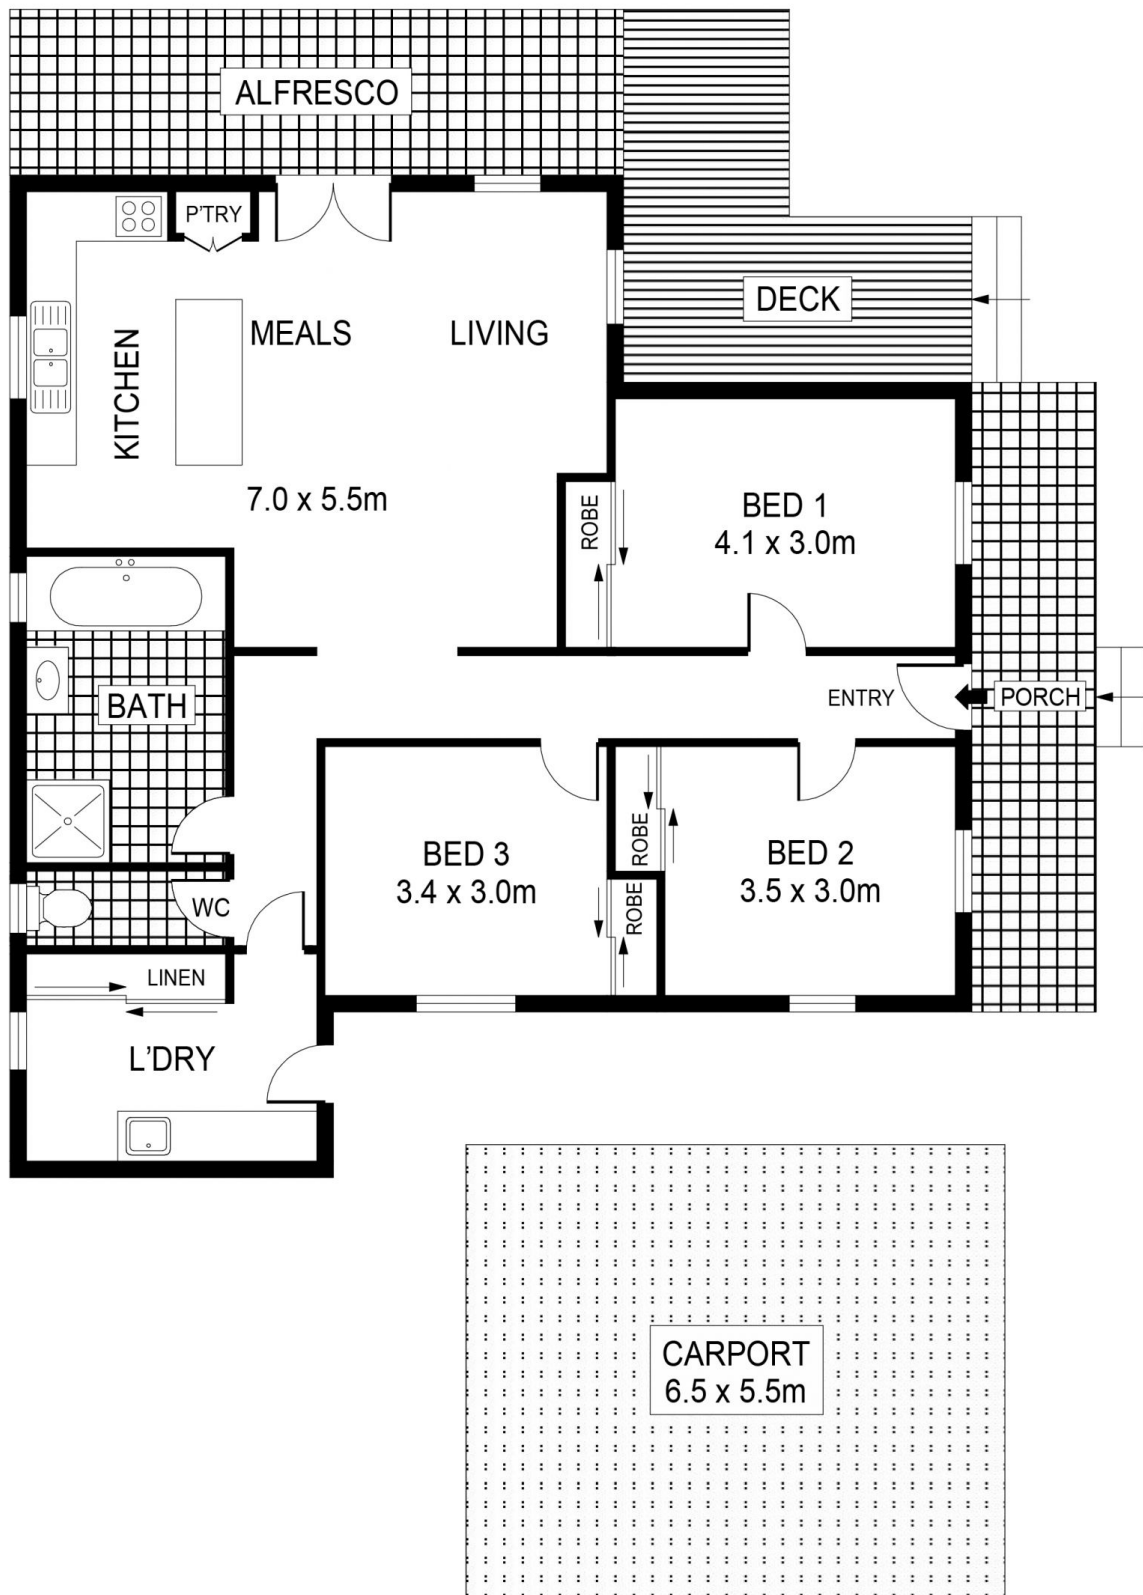 ALFRESCO
P'TRY
DECK
KITCHEN
MEALS
LIVING
7.0 x 5.5m
ROBE
BED 1
4.1 x 3.0m
BATH
ENTRY
PORCH
BED 3
3.4 x 3.0m
ROBE
ROBE
BED 2
3.5 x 3.0m
WC
LINEN
L'DRY
CARPORT
6.5 x 5.5m